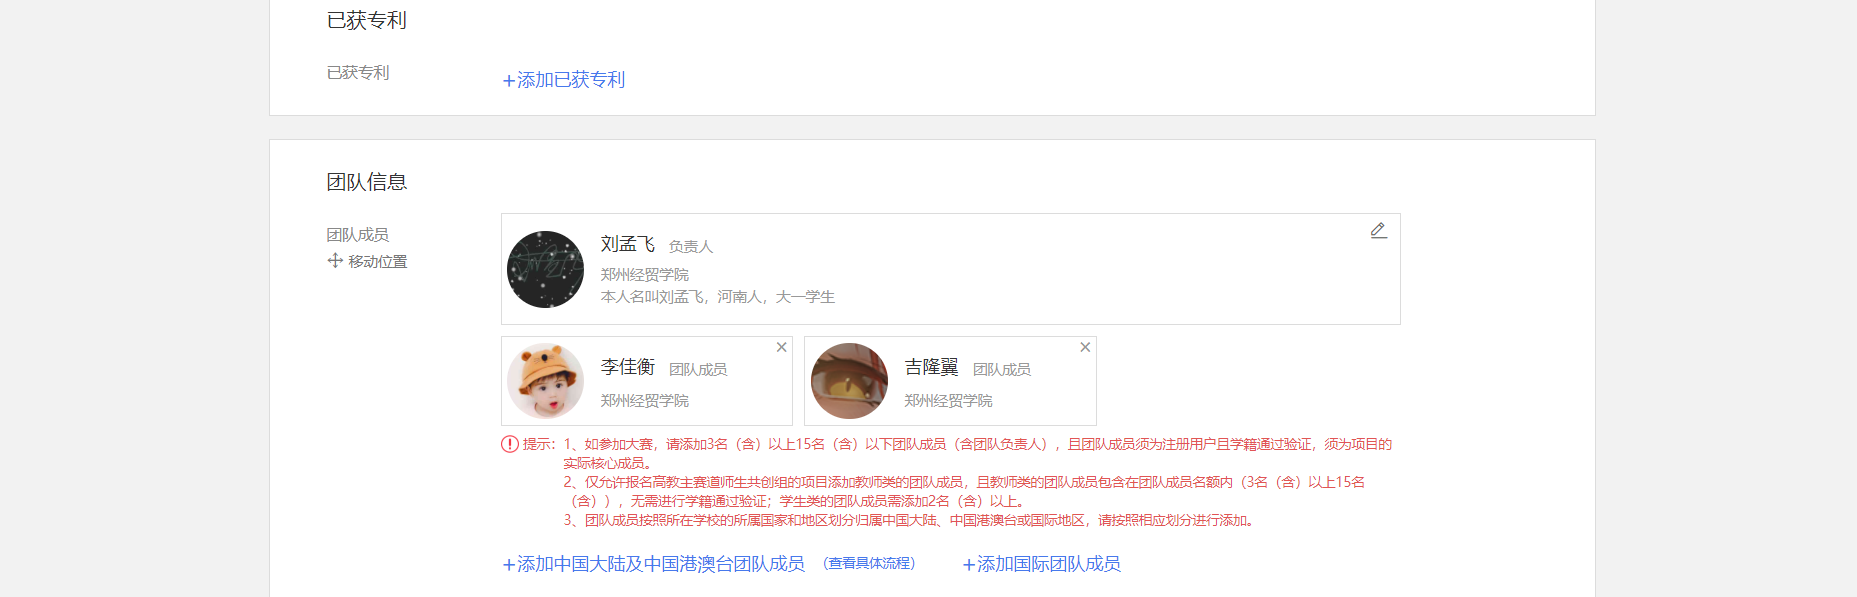 已获专利
已获专利
+添加已获专利
团队信息
团队成员
移动位置
刘孟飞 负责人
郑州经贸学院
本人名叫刘孟飞，河南人，大一学生
李佳衡 团队成员
郑州经贸学院
吉隆翼 团队成员
郑州经贸学院
提示：1、如参加大赛，请添加3名（含）以上15名（含）以下团队成员（含团队负责人），且团队成员须为注册用户且学籍通过验证，须为项目的
实际核心成员。
2、仅允许报名高教主赛道师生共创组的项目添加教师类的团队成员，且教师类的团队成员包含在团队成员名额内（3名（含）以上15名
（含）），无需进行学籍通过验证；学生类的团队成员需添加2名（含）以上。
3、团队成员按照所在学校的所属国家和地区划分归属中国大陆、中国港澳台或国际地区，请按照相应划分进行添加。
+添加中国大陆及中国港澳台团队成员 （查看具体流程） +添加国际团队成员